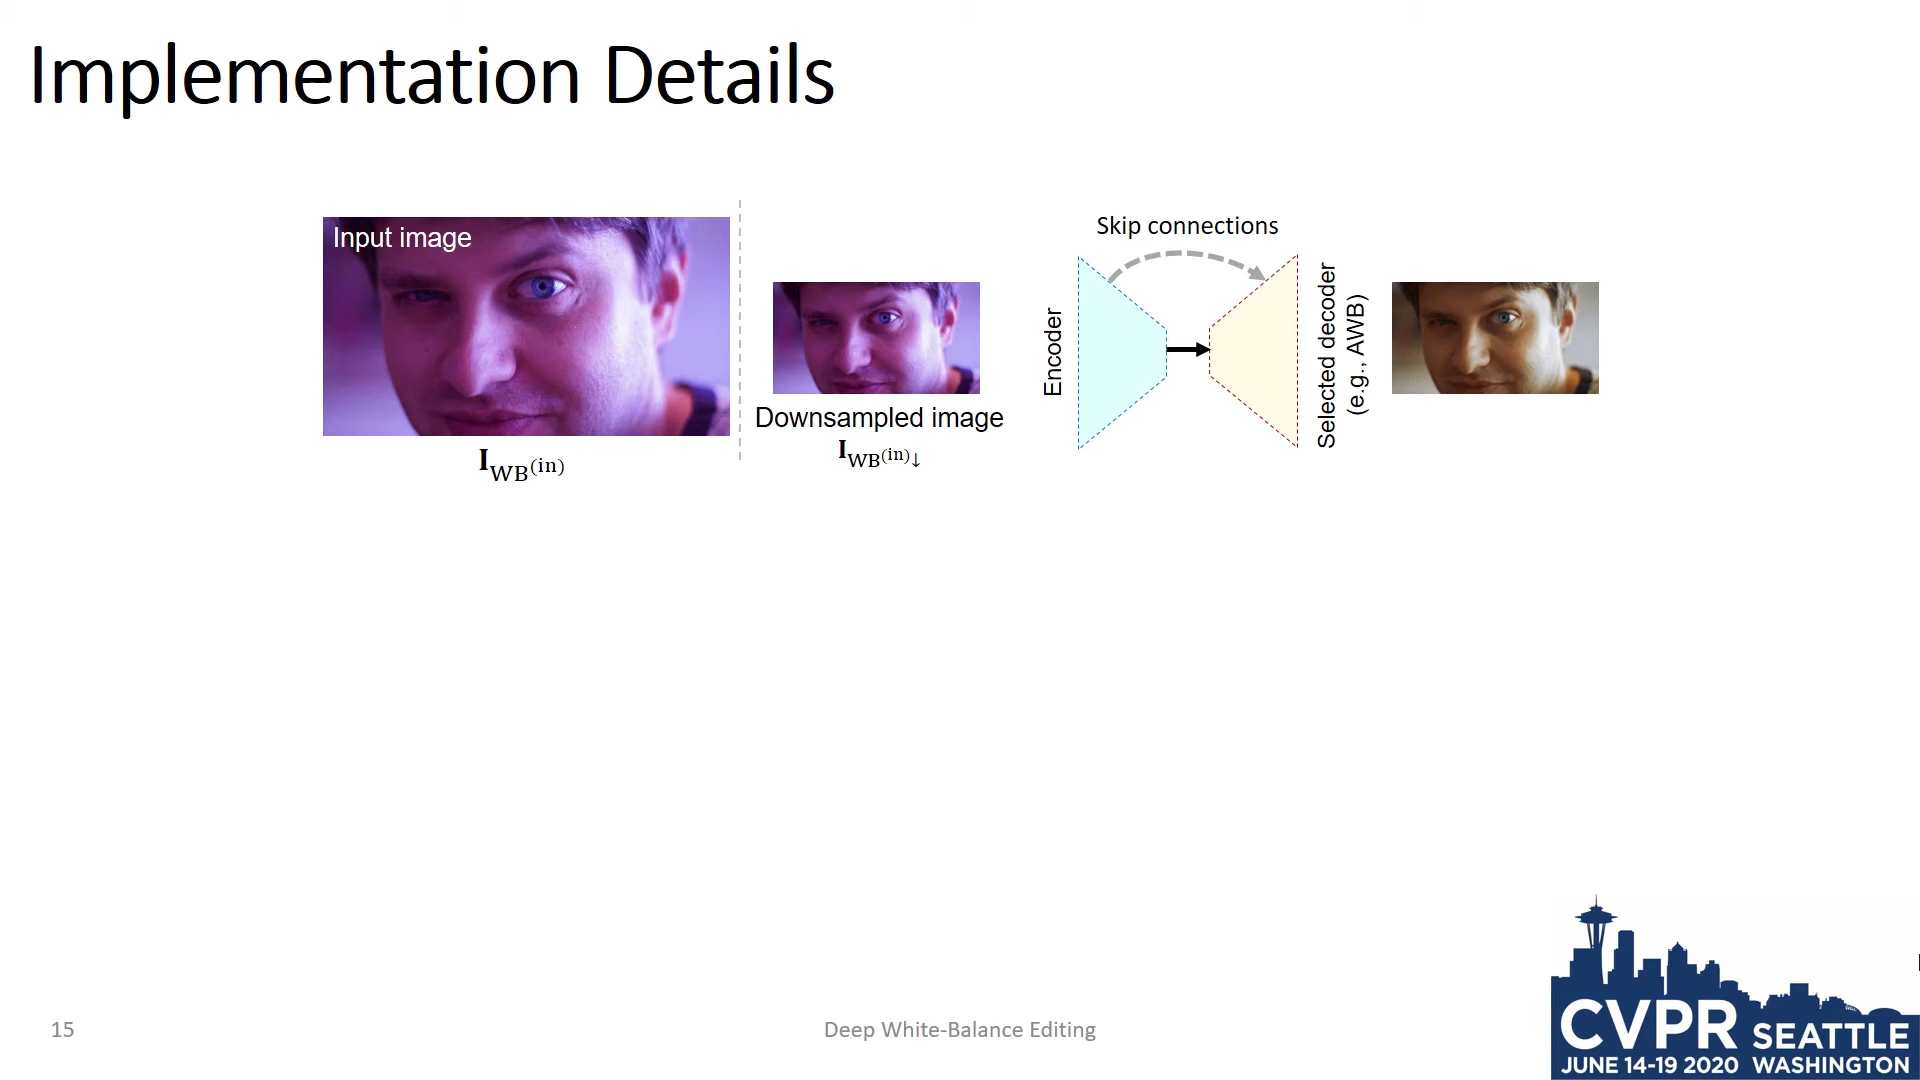 Implementation Details
Input image
I_WB^(in)
Downsampled image
I_WB^(in)↓
Skip connections
Encoder
Selected decoder
(e.g., AWB)
15
Deep White-Balance Editing
CVPR SEATTLE
JUNE 14-19 2020 WASHINGTON